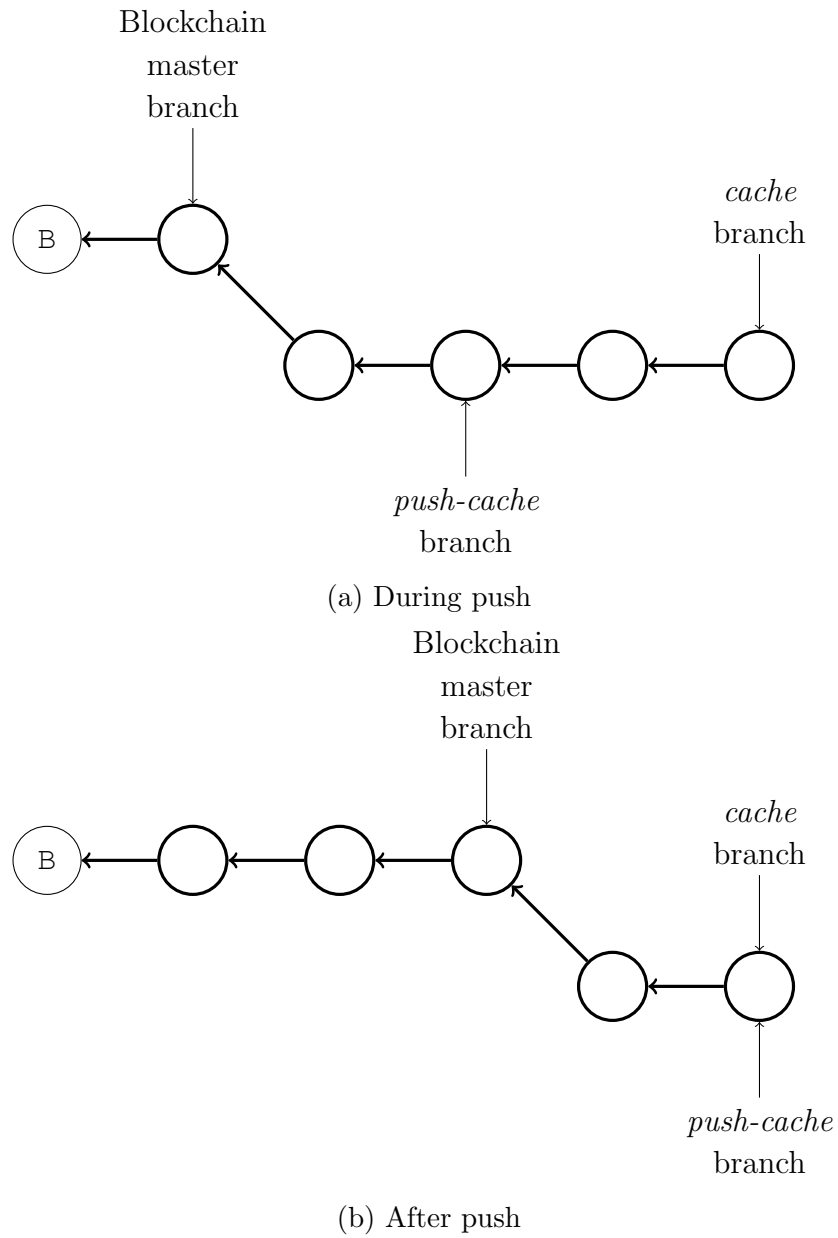 Blockchain
master
branch
cache
branch
B
push-cache
branch
(a) During push
Blockchain
master
branch
cache
branch
B
push-cache
branch
(b) After push